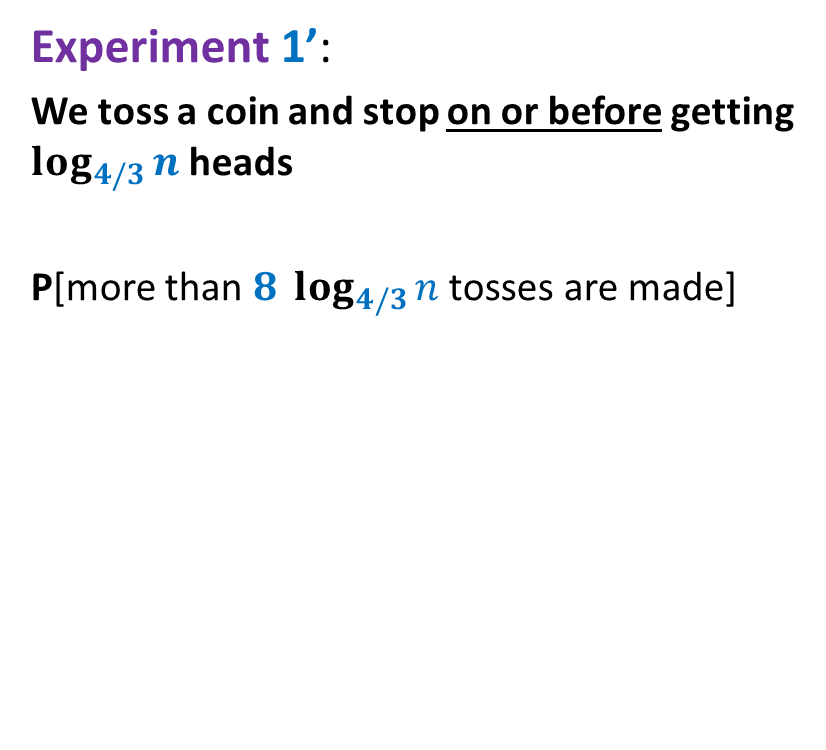 Experiment 1’:
We toss a coin and stop on or before getting
log₄/₃ n heads
P[more than 8 log₄/₃ n tosses are made]